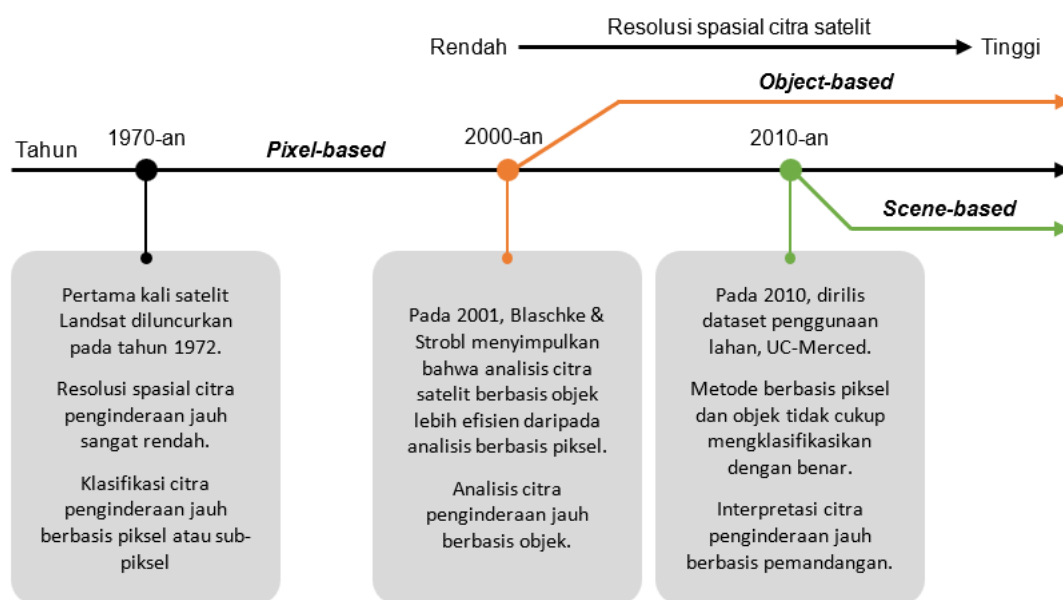 Resolusi spasial citra satelit
Rendah
Tinggi
Object-based
Tahun
1970-an
Pixel-based
2000-an
2010-an
Scene-based
Pertama kali satelit
Landsat diluncurkan
pada tahun 1972.
Resolusi spasial citra
penginderaan jauh
sangat rendah.
Klasifikasi citra
penginderaan jauh
berbasis piksel atau sub-
piksel
Pada 2001, Blaschke &
Strobl menyimpulkan
bahwa analisis citra
satelit berbasis objek
lebih efisien daripada
analisis berbasis piksel.
Analisis citra
penginderaan jauh
berbasis objek.
Pada 2010, dirilis
dataset penggunaan
lahan, UC-Merced.
Metode berbasis piksel
dan objek tidak cukup
mengklasifikasikan
dengan benar.
Interpretasi citra
penginderaan jauh
berbasis pemandangan.